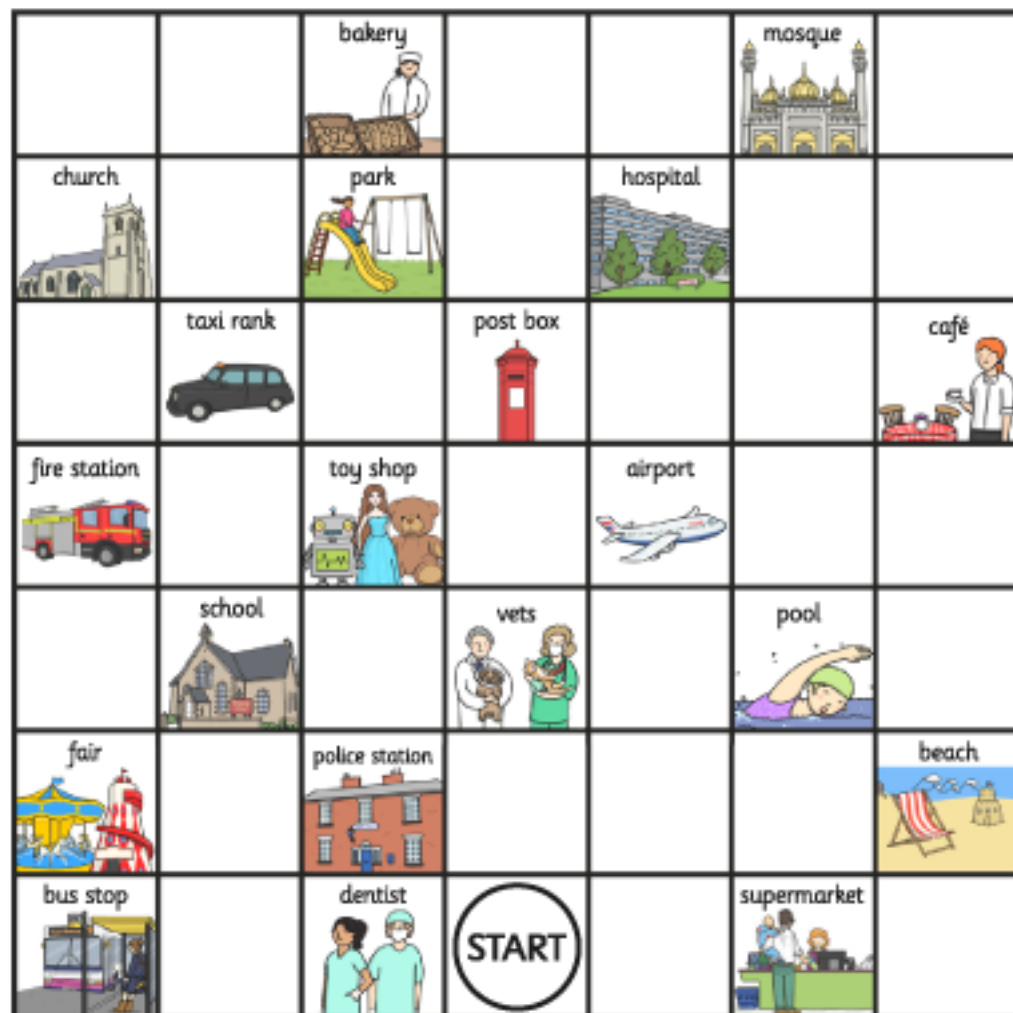 bakery
mosque
church
park
hospital
taxi rank
post box
café
fire station
toy shop
airport
school
vets
pool
fair
police station
beach
bus stop
dentist
START
supermarket